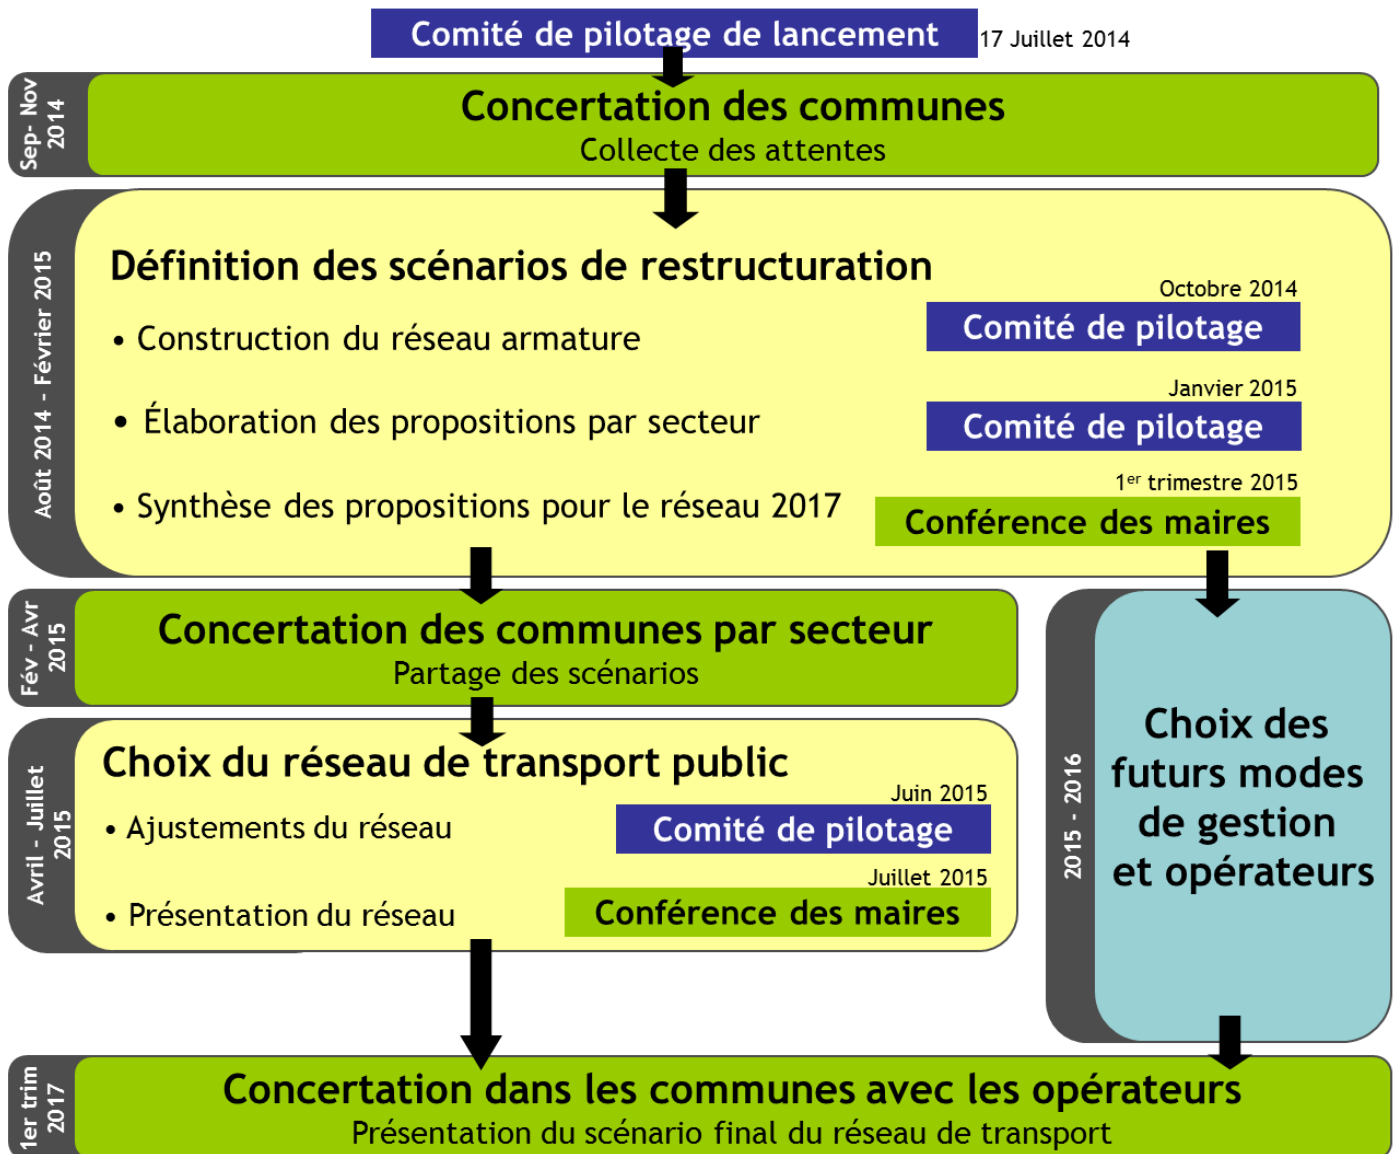 Comité de pilotage de lancement
17 Juillet 2014
Sep- Nov
2014
Concertation des communes
Collecte des attentes
Août 2014 - Février 2015
Définition des scénarios de restructuration
Octobre 2014
• Construction du réseau armature
Comité de pilotage
Janvier 2015
• Élaboration des propositions par secteur
Comité de pilotage
1er trimestre 2015
• Synthèse des propositions pour le réseau 2017
Conférence des maires
Fév - Avr
2015
Concertation des communes par secteur
Partage des scénarios
Avril - Juillet
2015
Choix du réseau de transport public
Juin 2015
• Ajustements du réseau
Comité de pilotage
Juillet 2015
• Présentation du réseau
Conférence des maires
2015 - 2016
Choix des
futurs modes
de gestion
et opérateurs
1er trim
2017
Concertation dans les communes avec les opérateurs
Présentation du scénario final du réseau de transport